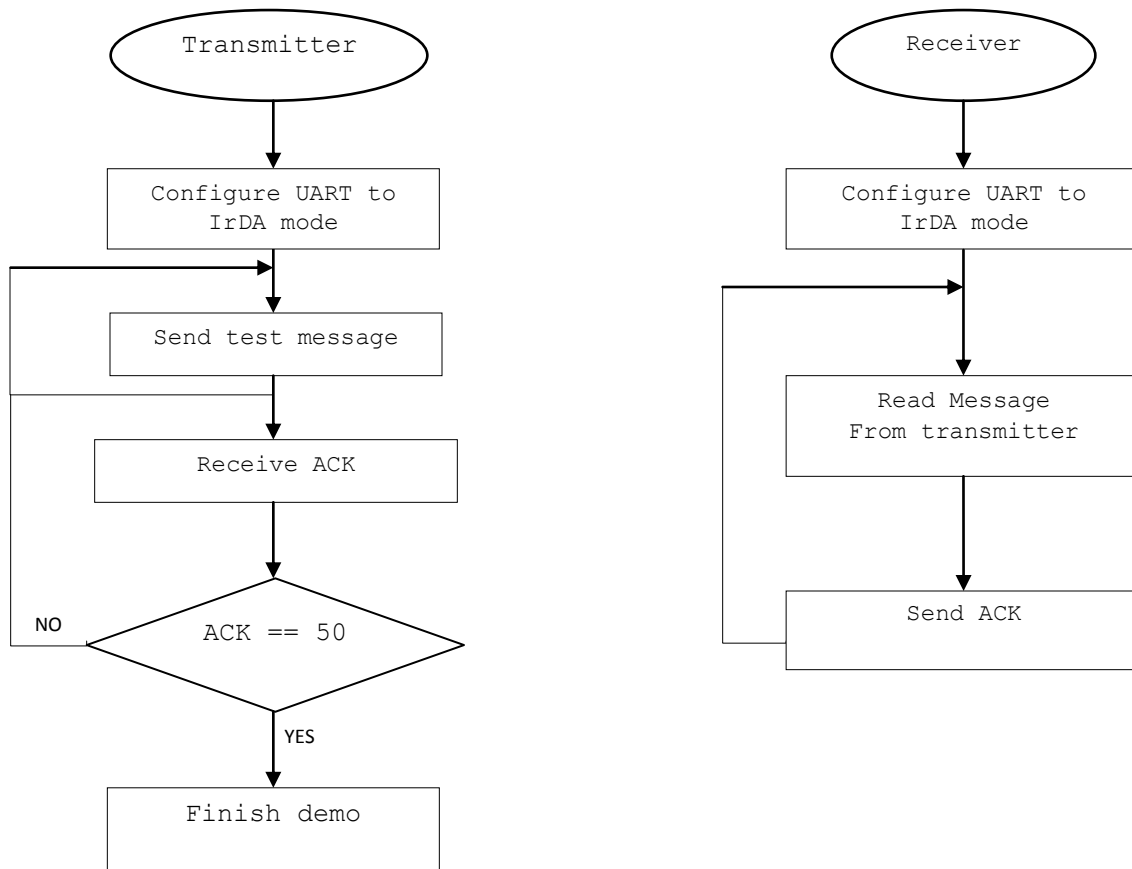 Transmitter
Configure UART to
IrDA mode
Send test message
Receive ACK
NO
ACK == 50
YES
Finish demo
Receiver
Configure UART to
IrDA mode
Read Message
From transmitter
Send ACK